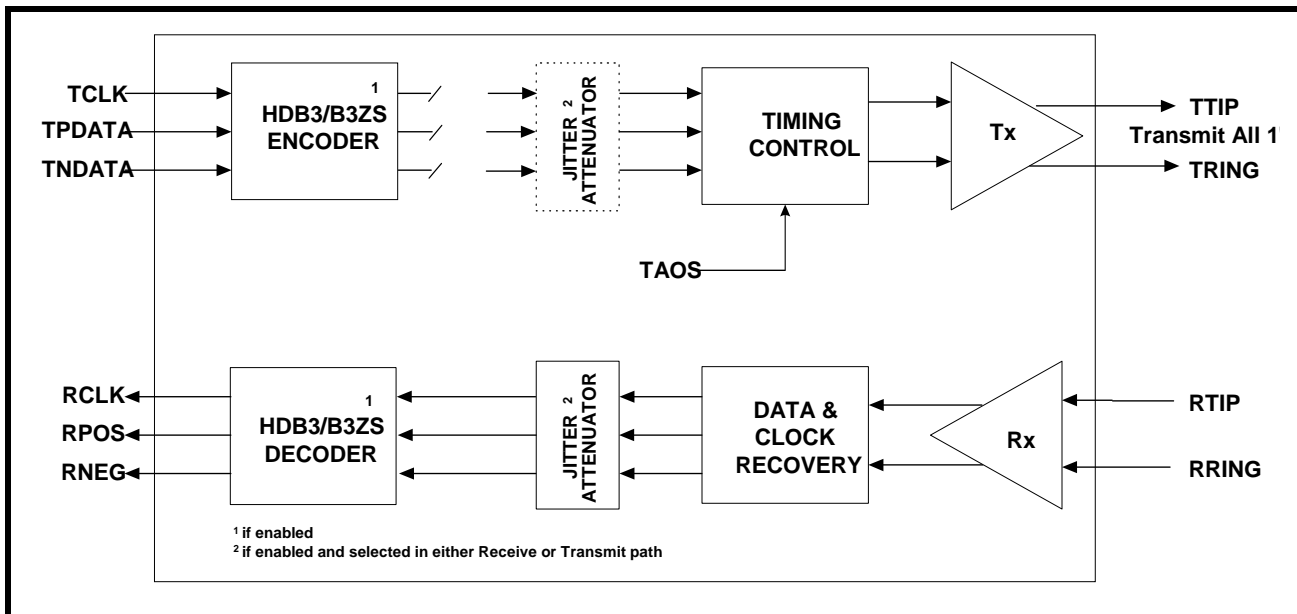 TCLK
TPDATA
TNDATA
1
HDB3/B3ZS
ENCODER
JITTER 2
ATTENUATOR
TIMING
CONTROL
Tx
TTIP
Transmit All 1'
TRING
TAOS
RCLK
RPOS
RNEG
1
HDB3/B3ZS
DECODER
JITTER 2
ATTENUATOR
DATA &
CLOCK
RECOVERY
Rx
RTIP
RRING
1 if enabled
2 if enabled and selected in either Receive or Transmit path